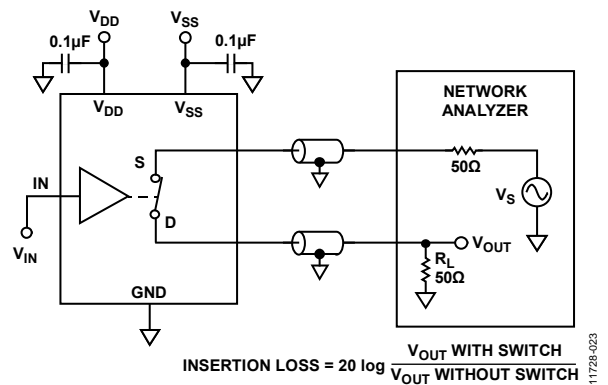 VDD
VSS
0.1µF
0.1µF
VDD
VSS
NETWORK
ANALYZER
S
50Ω
IN
VS
D
VOUT
VIN
RL
50Ω
GND
INSERTION LOSS = 20 log VOUT WITH SWITCH
VOUT WITHOUT SWITCH
11728-023